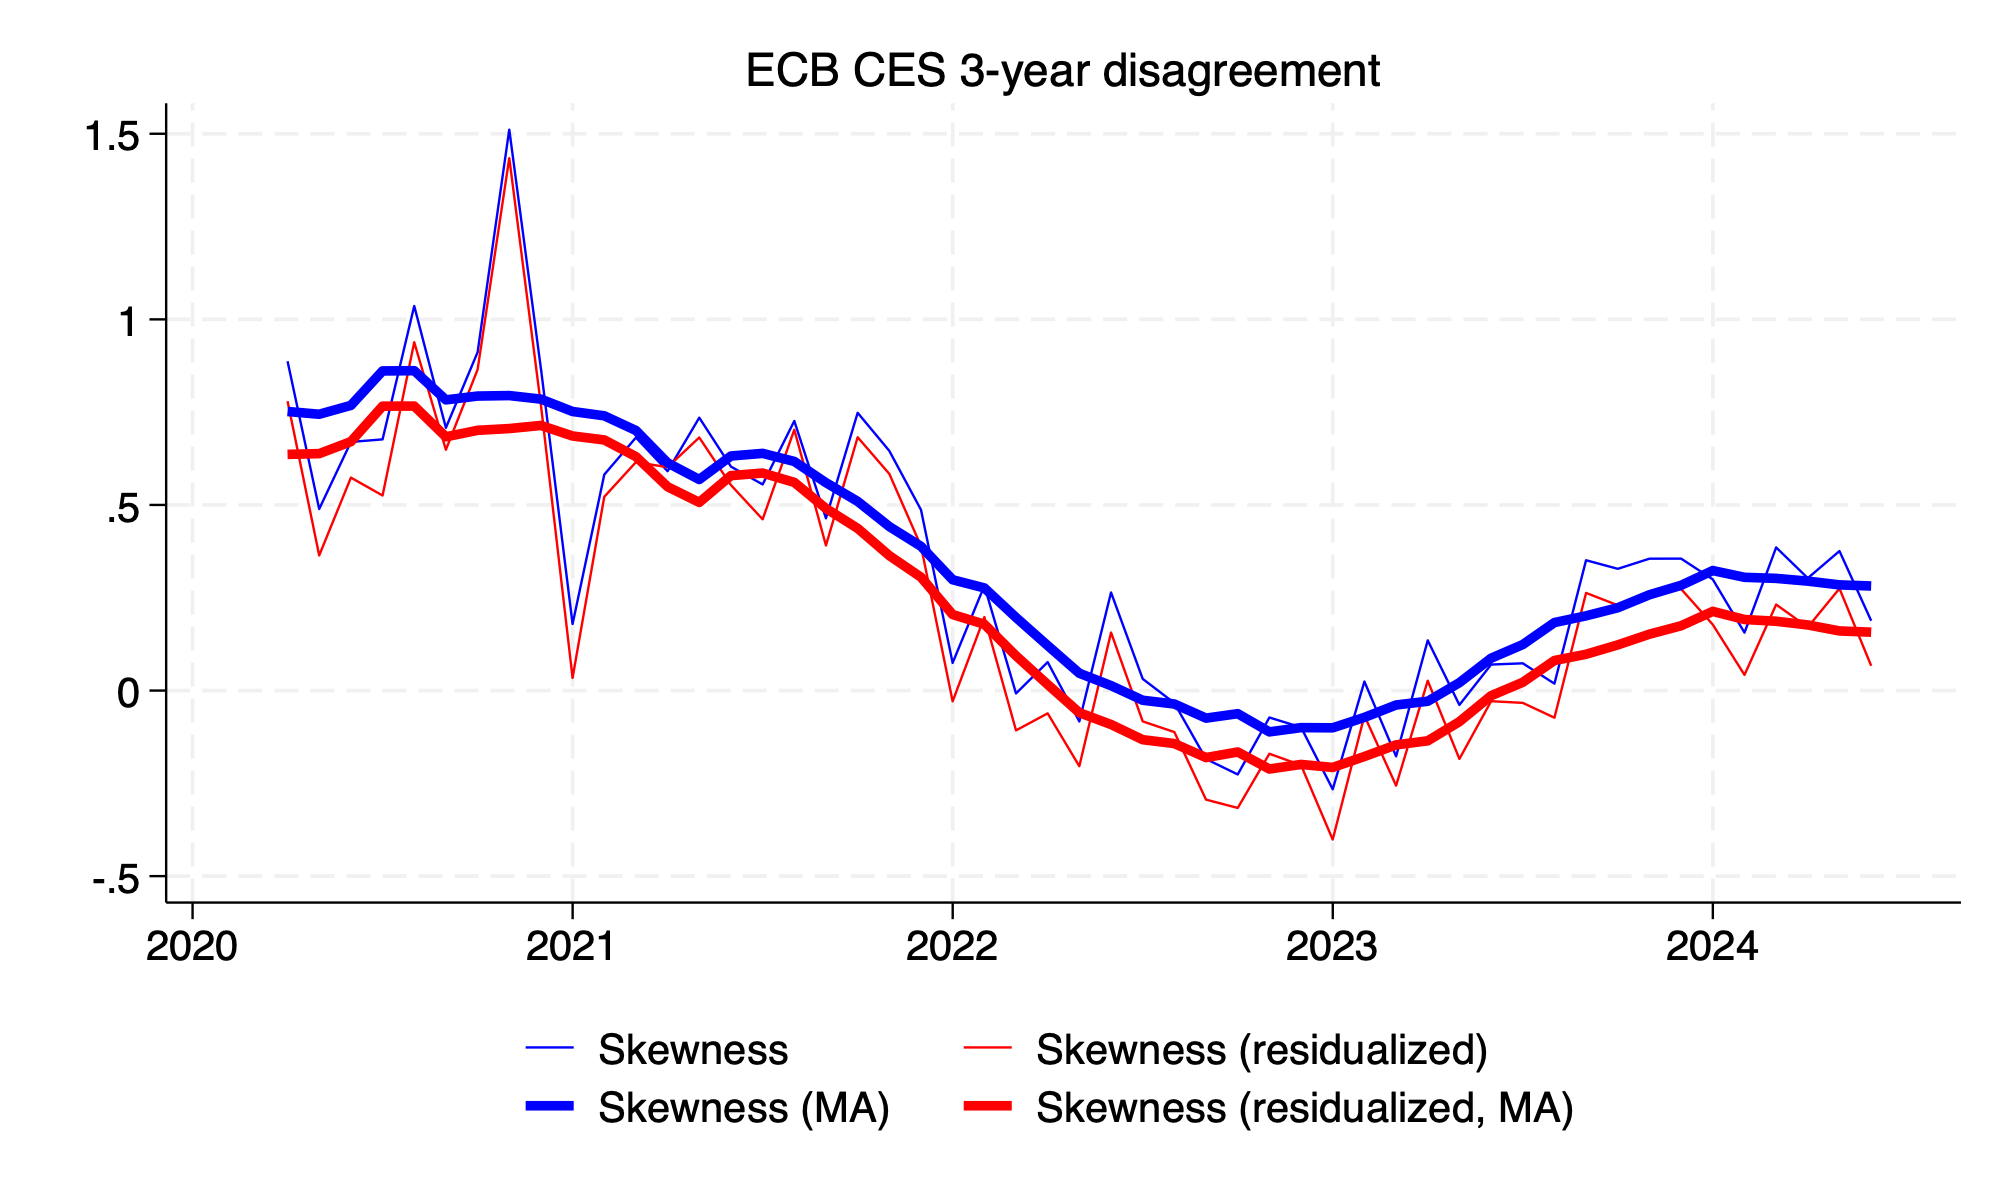 ECB CES 3-year disagreement
1.5
1
.5
0
-.5
2020 2021 2022 2023 2024
Skewness Skewness (residualized)
Skewness (MA) Skewness (residualized, MA)